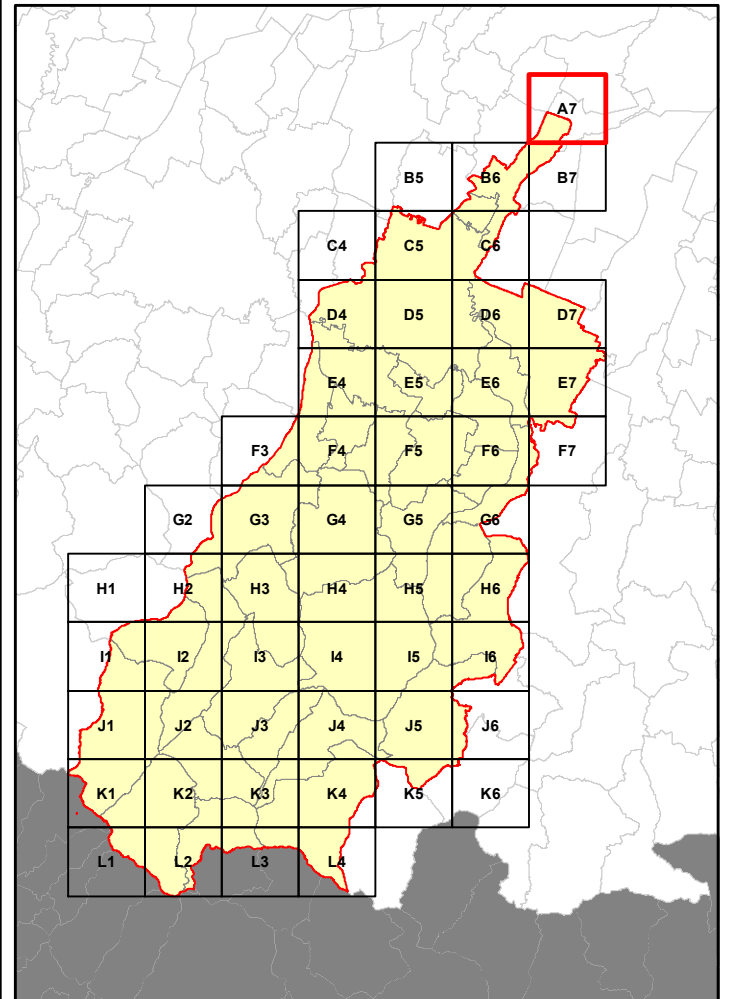 A7
B5 B6 B7
C4 C5 C6
D4 D5 D6 D7
E4 E5 E6 E7
F3 F4 F5 F6 F7
G2 G3 G4 G5 G6
H1 H2 H3 H4 H5 H6
I1 I2 I3 I4 I5 I6
J1 J2 J3 J4 J5 J6
K1 K2 K3 K4 K5 K6
L1 L2 L3 L4